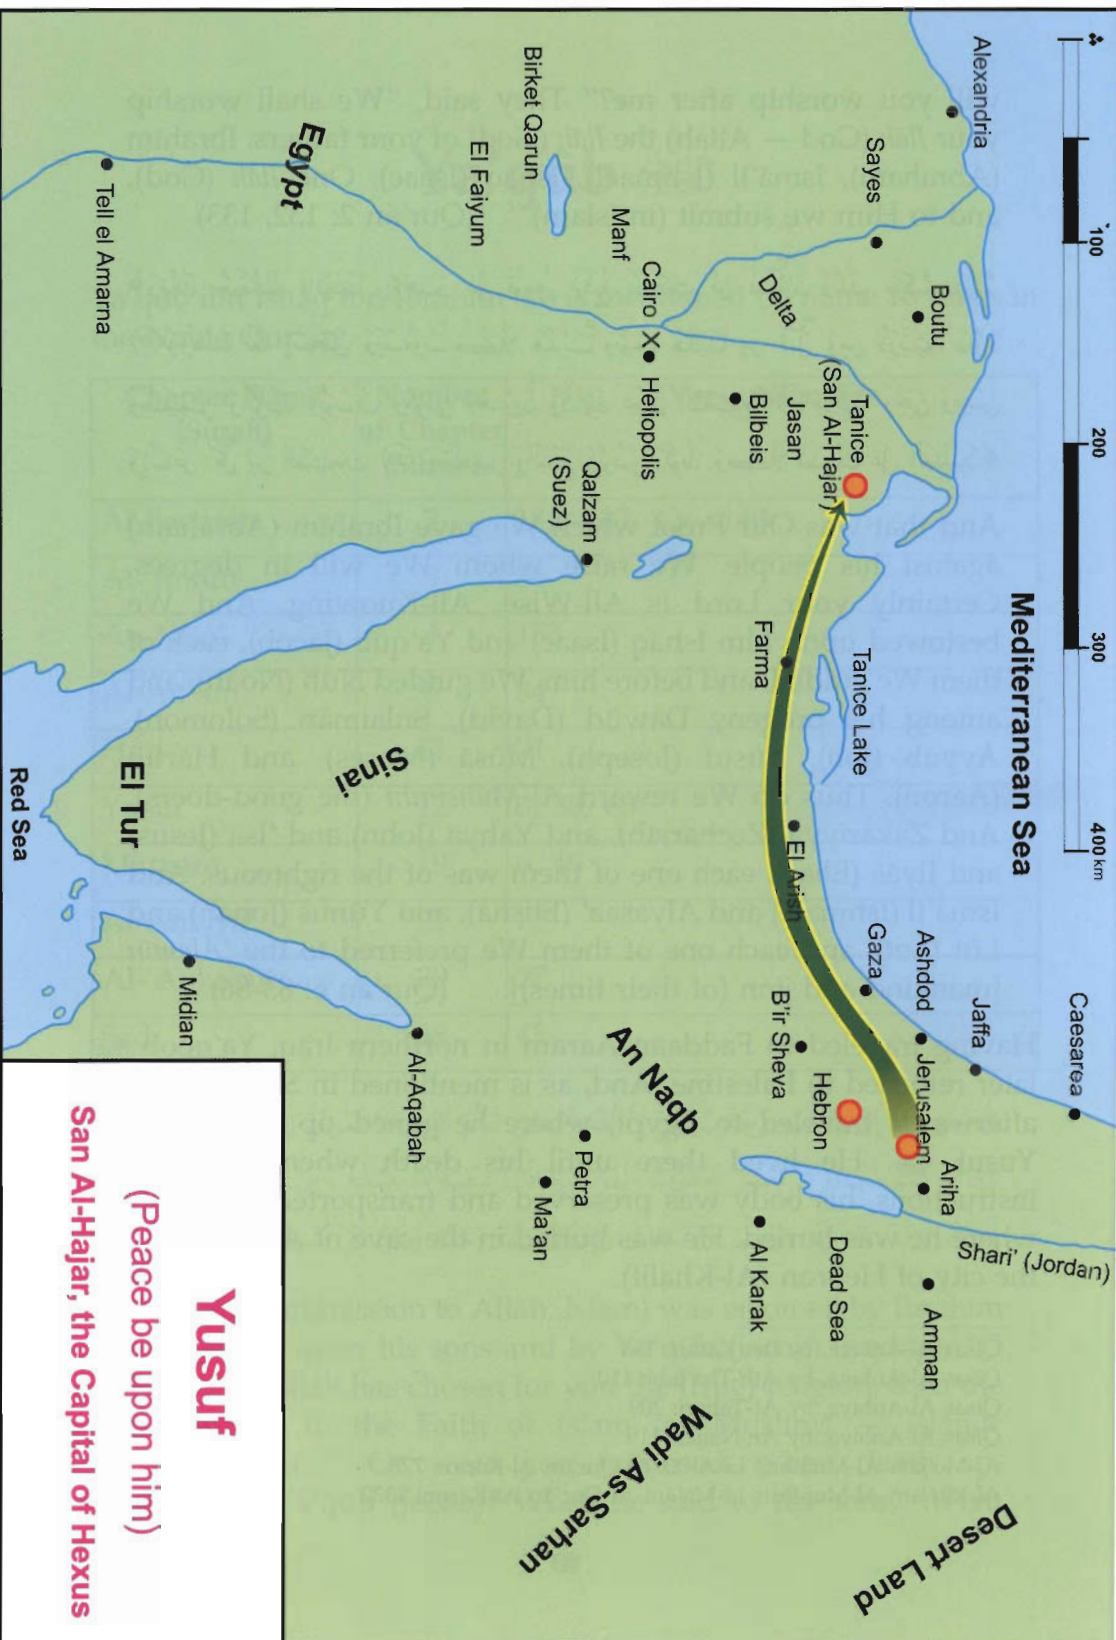 0 100 200 300 400 km
Mediterranean Sea
Caesarea
Alexandria
Jaffa
Shari' (Jordan)
Sayes
Boutu
Ashdod
Jerusalem
Ariha
Amman
Tanice
(San Al-Hajar)
Tanice Lake
Gaza
Hebron
Dead Sea
Desert Land
Delta
Jasan
Bilbeis
Farma
El Arish
B'ir Sheva
Al Karak
Cairo
Heliopolis
Manf
An Naqb
Wadi As-Sarhan
Qalzam
(Suez)
Petra
Birket Qarun
Ma'an
El Faiyum
Al-Aqabah
Egypt
Sinai
Tell el Amarna
El Tur
Midian
Red Sea
Yusuf
(Peace be upon him)
San Al-Hajar, the Capital of Hexus